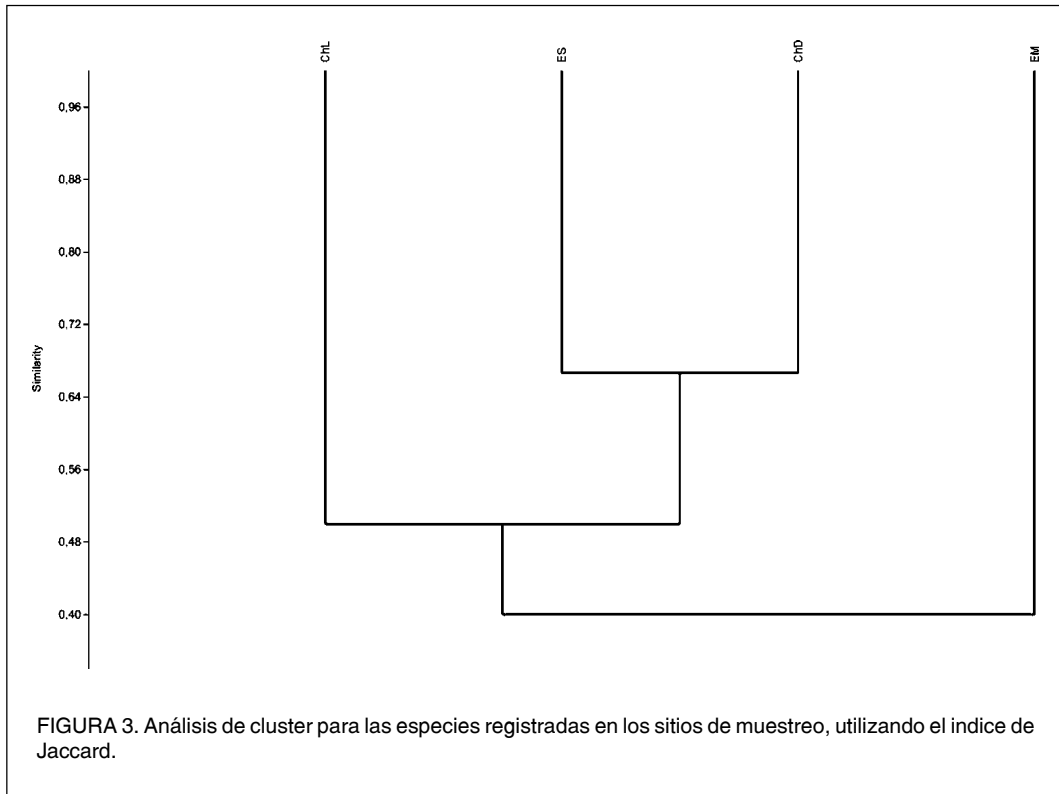 ChL
ES
ChD
EM
0,96
0,88
0,80
0,72
0,64
0,56
0,48
0,40
Similarity
FIGURA 3. Análisis de cluster para las especies registradas en los sitios de muestreo, utilizando el indice de
Jaccard.